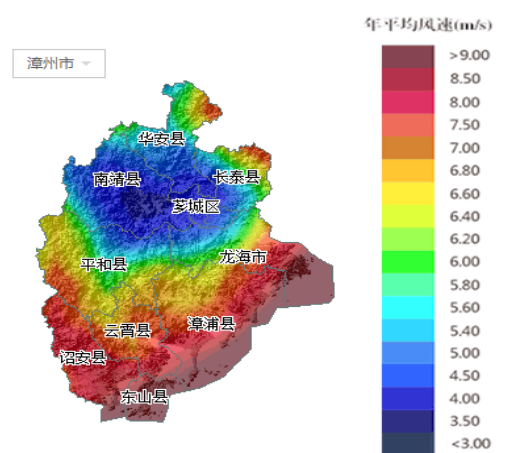 年平均风速(m/s)
漳州市
>9.00
8.50
8.00
7.50
7.00
6.80
6.60
6.40
6.20
6.00
5.80
5.60
5.40
5.00
4.50
4.00
3.50
<3.00
华安县
南靖县
长泰县
芗城区
龙海市
平和县
云霄县
漳浦县
诏安县
东山县